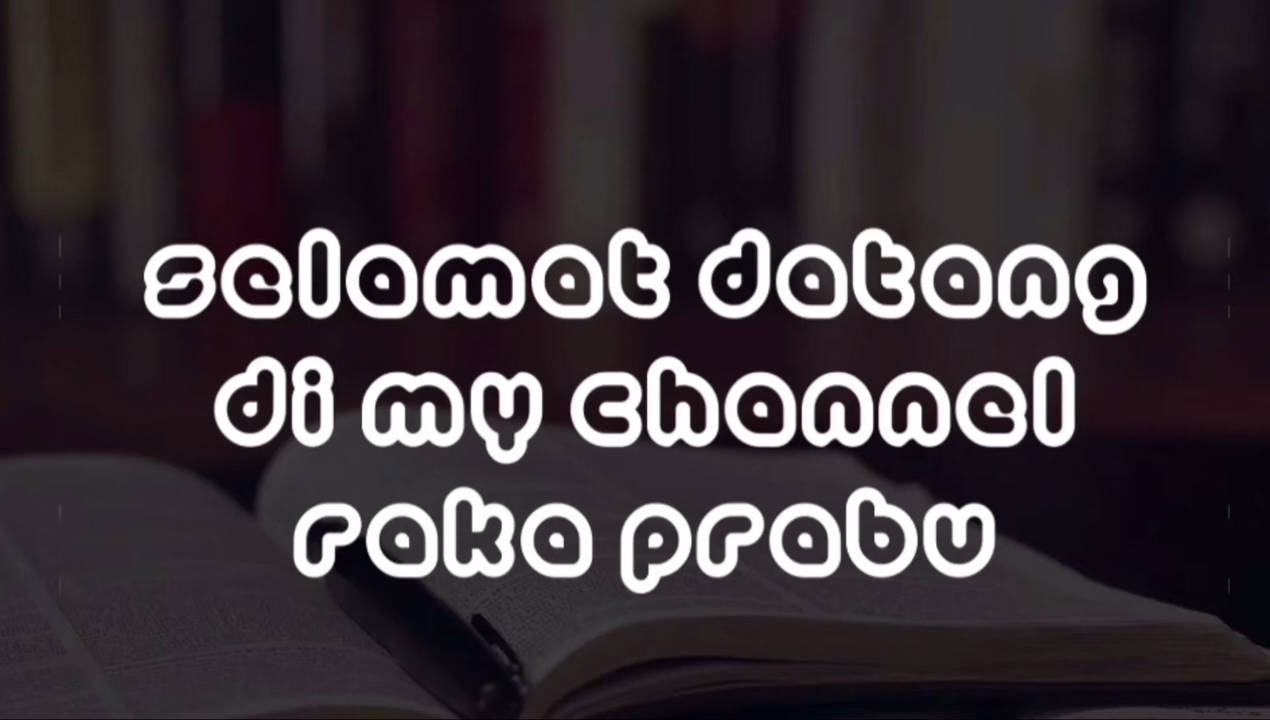 selamat datang
di my channel
raka prabu